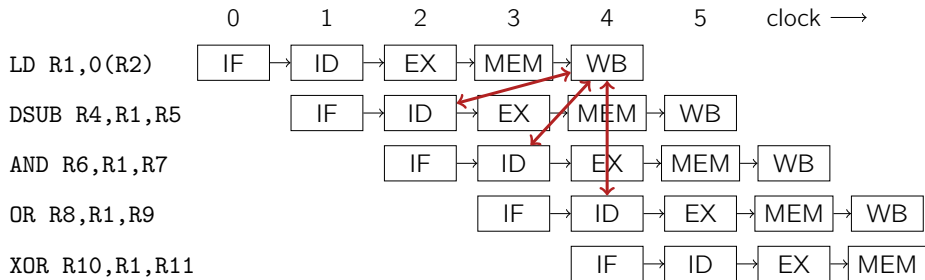 0 1 2 3 4 5 clock
LD R1,0(R2) IF ID EX MEM WB
DSUB R4,R1,R5 IF ID EX MEM WB
AND R6,R1,R7 IF ID EX MEM WB
OR R8,R1,R9 IF ID EX MEM WB
XOR R10,R1,R11 IF ID EX MEM